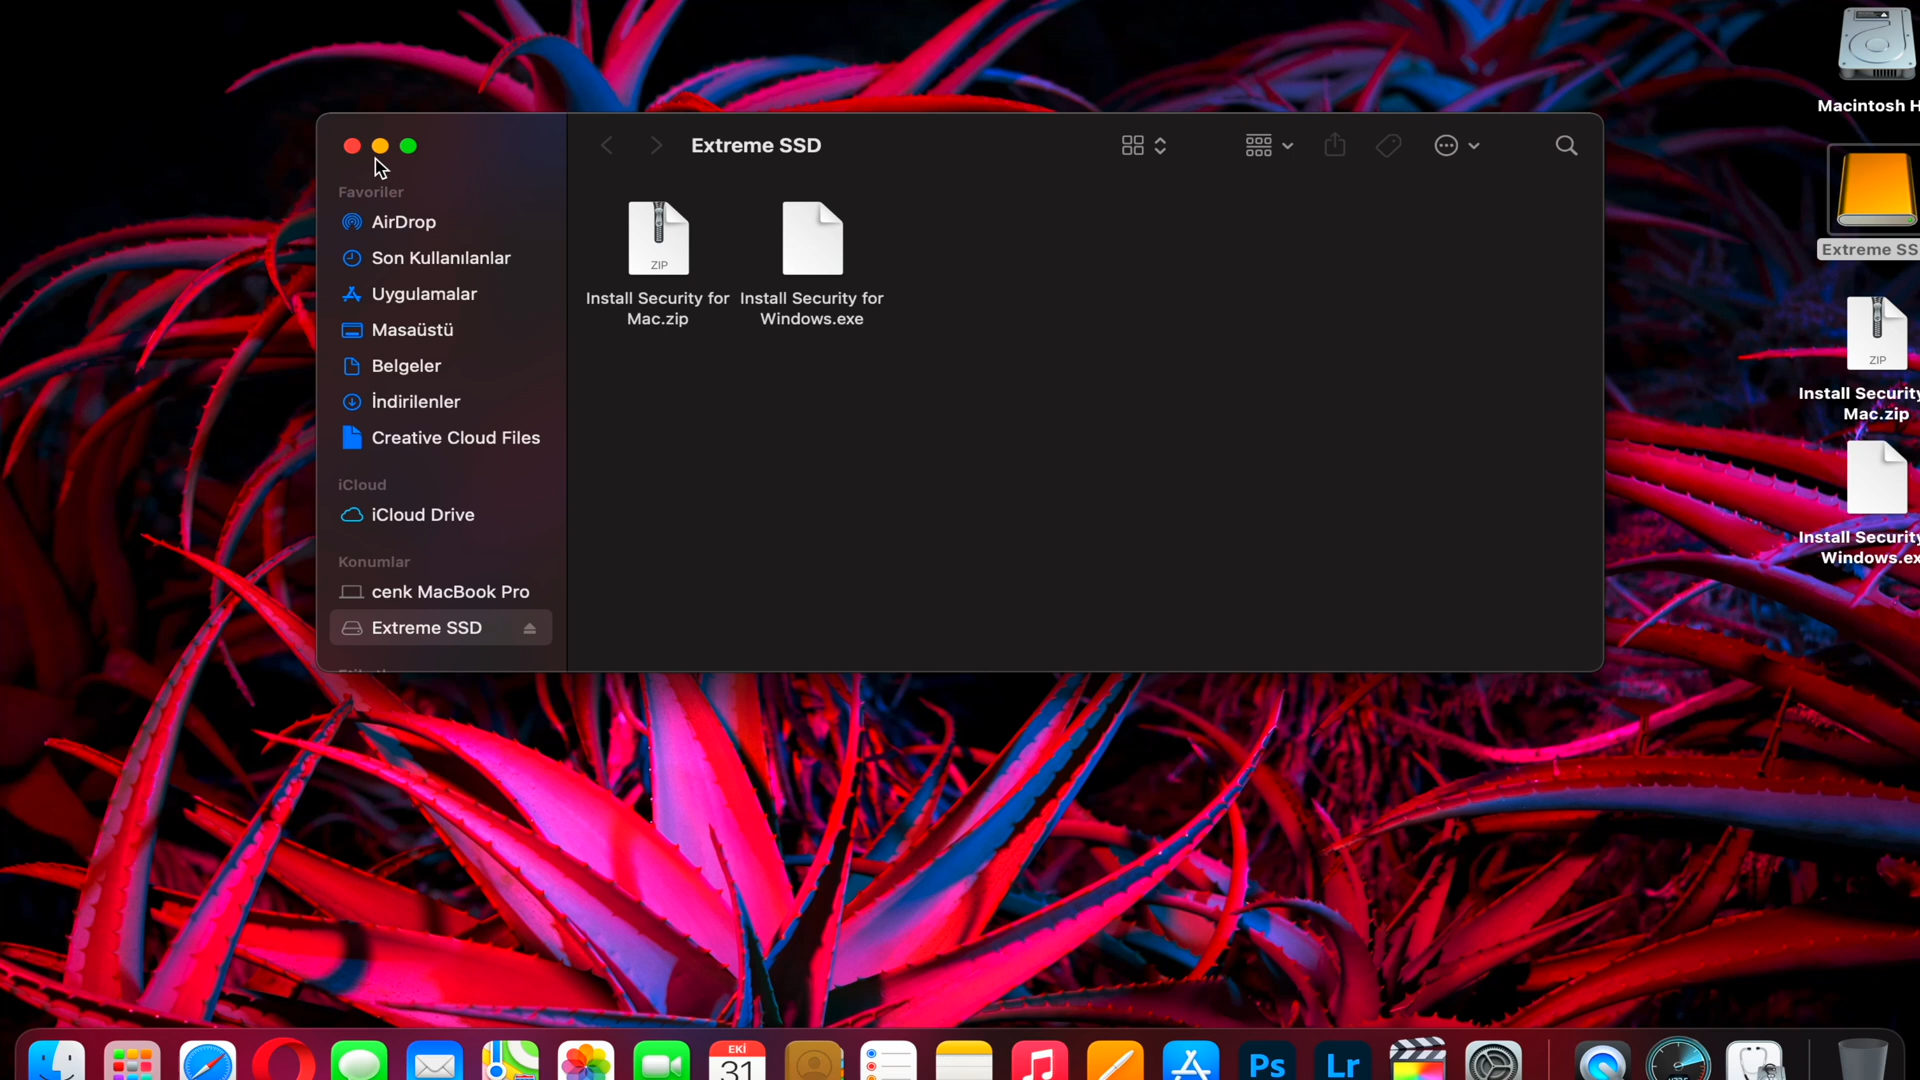 Macintosh H
Extreme SSD
Favoriler
AirDrop
Son Kullanılanlar
Uygulamalar
Masaüstü
Belgeler
İndirilenler
Creative Cloud Files
iCloud
iCloud Drive
Konumlar
cenk MacBook Pro
Extreme SSD
ZIP
Install Security for
Mac.zip
Install Security for
Windows.exe
Extreme SS
ZIP
Install Security
Mac.zip
Install Security
Windows.ex
EKİ
31
Ps
Lr